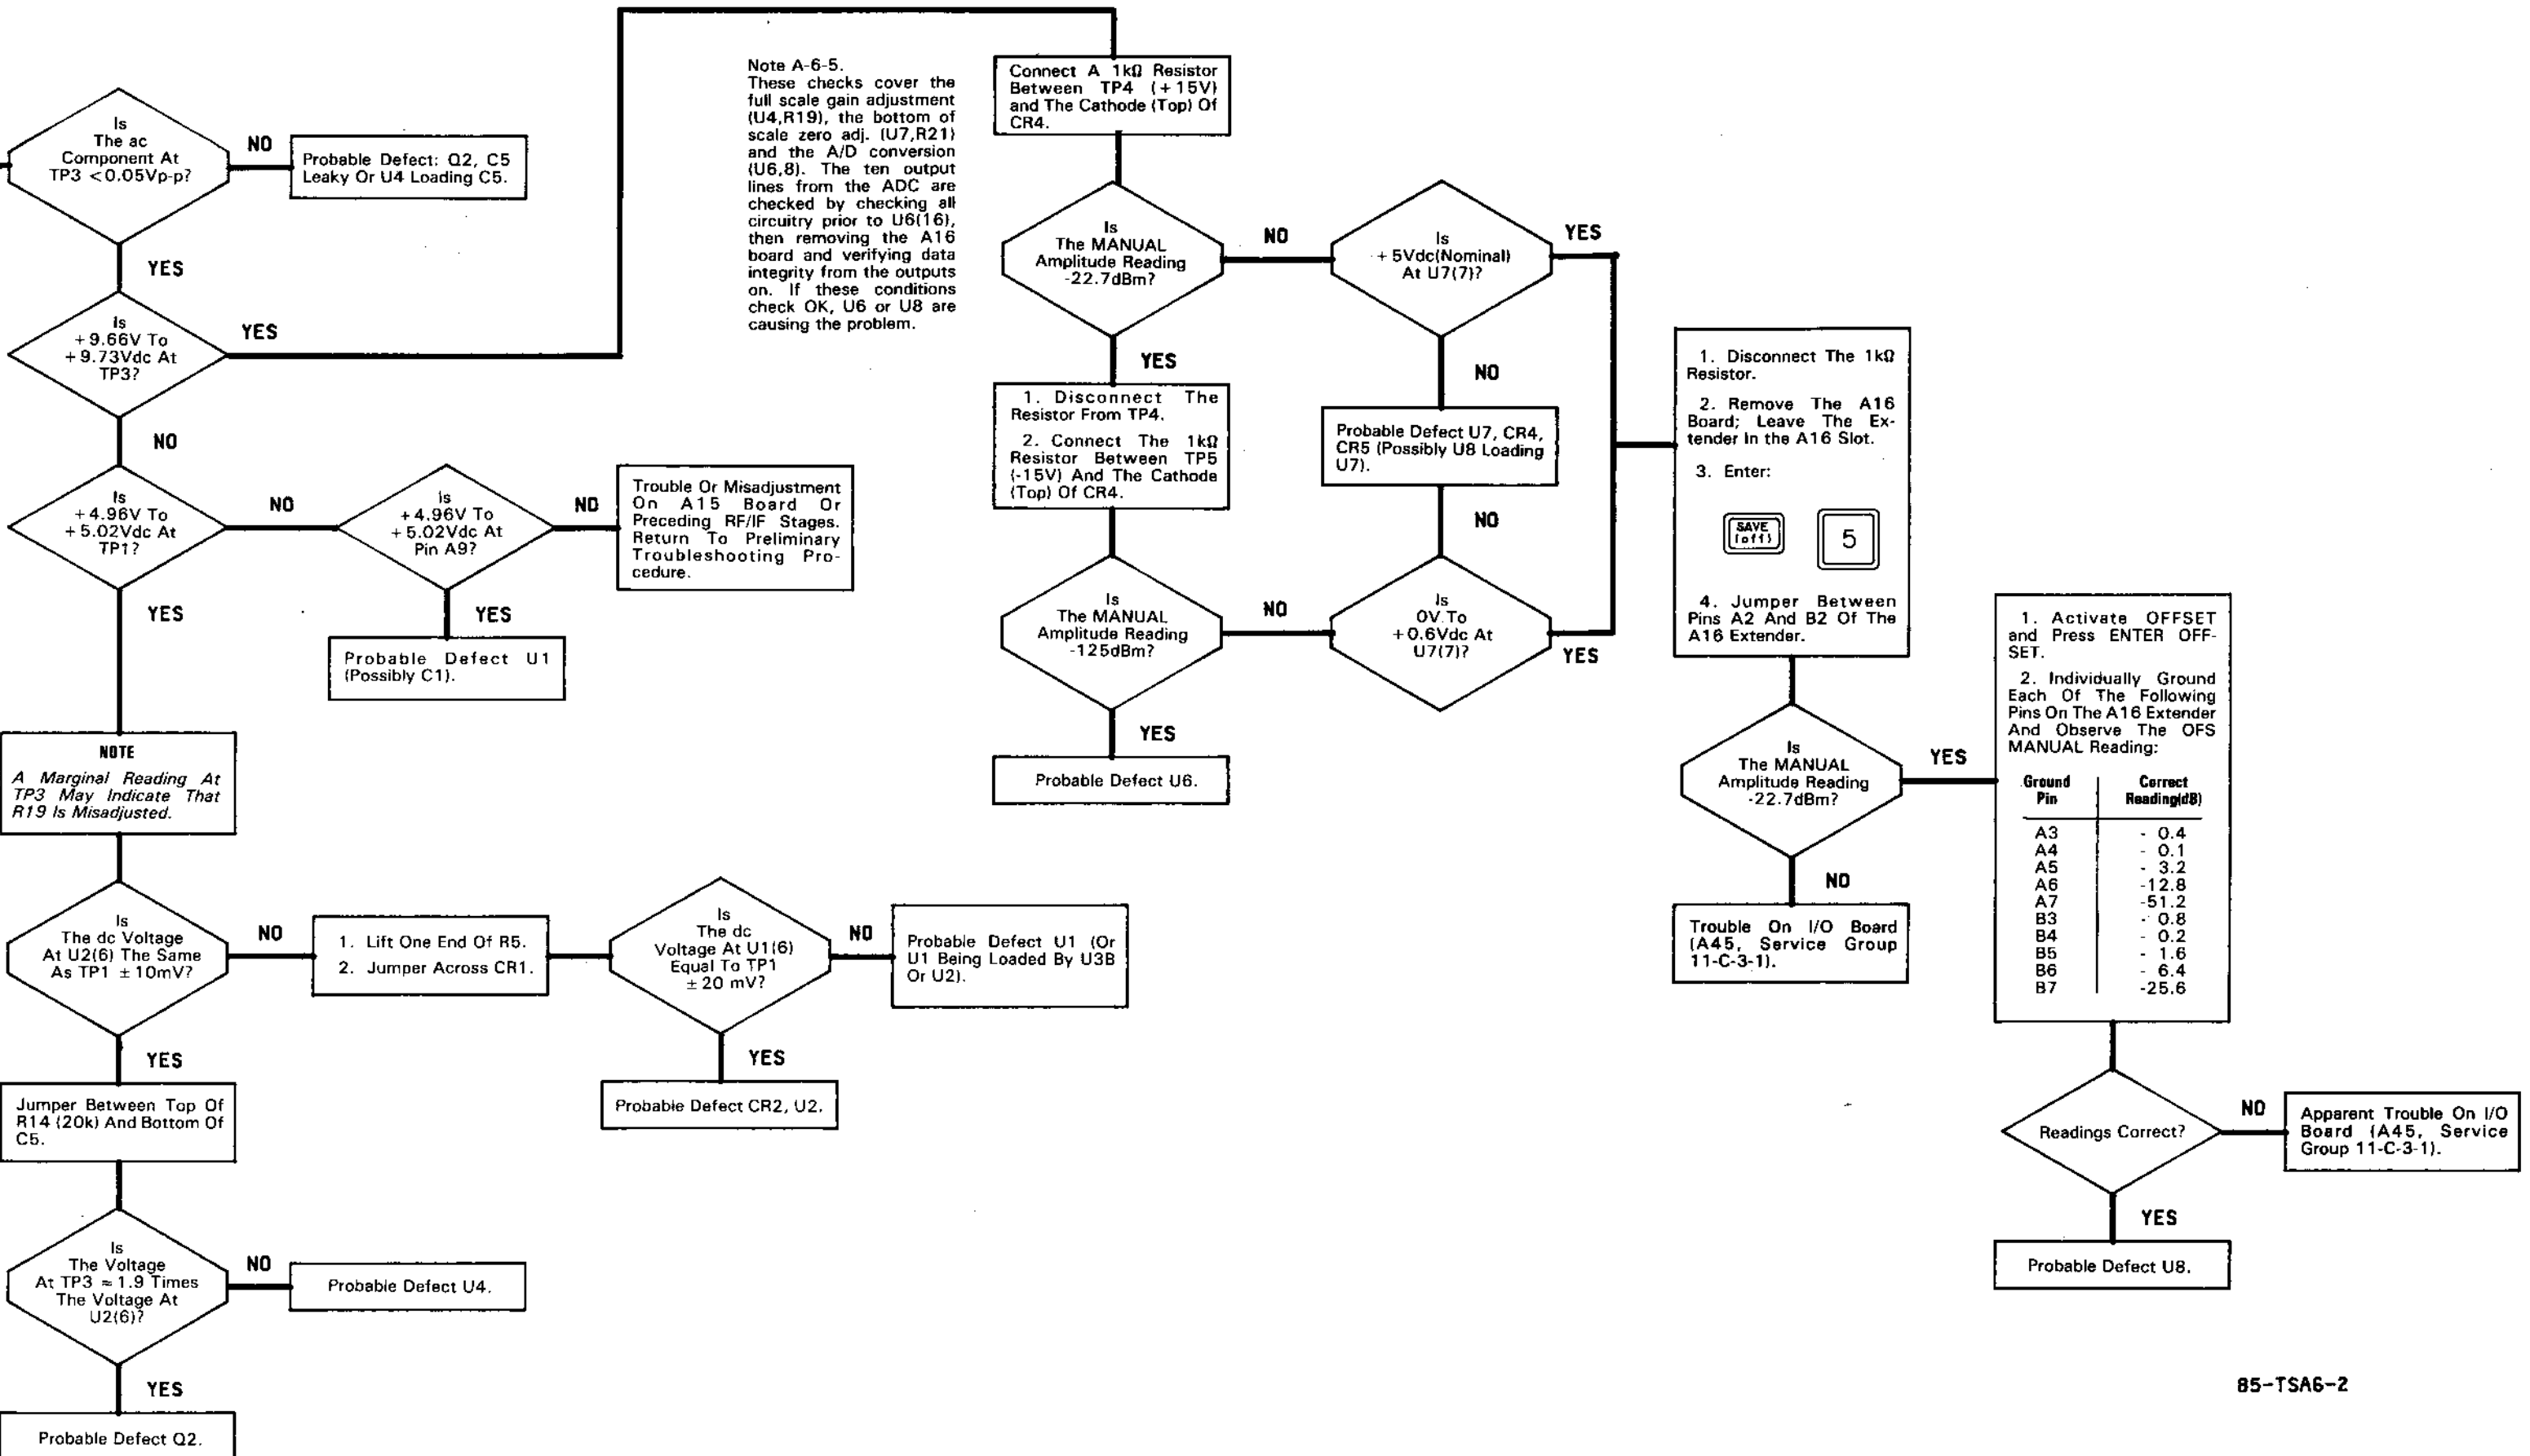 Is
The ac
Component At
TP3 <0.05Vp-p?
NO
Probable Defect: Q2, C5
Leaky Or U4 Loading C5.
YES
Is
+9.66V To
+9.73Vdc At
TP3?
YES
NO
Is
+4.96V To
+5.02Vdc At
TP1?
NO
Is
+4.96V To
+5.02Vdc At
Pin A9?
NO
Trouble Or Misadjustment
On A15 Board Or
Preceding RF/IF Stages.
Return To Preliminary
Troubleshooting Pro-
cedure.
YES
Probable Defect U1
(Possibly C1).
YES
NOTE
A Marginal Reading At
TP3 May Indicate That
R19 Is Misadjusted.
Is
The dc Voltage
At U2(6) The Same
As TP1 ± 10mV?
NO
1. Lift One End Of R5.
2. Jumper Across CR1.
Is
The dc
Voltage At U1(6)
Equal To TP1
± 20 mV?
NO
Probable Defect U1 (Or
U1 Being Loaded By U3B
Or U2).
YES
Probable Defect CR2, U2.
YES
Jumper Between Top Of
R14 (20k) And Bottom Of
C5.
Is
The Voltage
At TP3 ≈ 1.9 Times
The Voltage At
U2(6)?
NO
Probable Defect U4.
YES
Probable Defect Q2.
Note A-6-5.
These checks cover the
full scale gain adjustment
(U4,R19), the bottom of
scale zero adj. (U7,R21)
and the A/D conversion
(U6,8). The ten output
lines from the ADC are
checked by checking all
circuitry prior to U6(16),
then removing the A16
board and verifying data
integrity from the outputs
on. If these conditions
check OK, U6 or U8 are
causing the problem.
Connect A 1kΩ Resistor
Between TP4 (+15V)
and The Cathode (Top) Of
CR4.
Is
The MANUAL
Amplitude Reading
-22.7dBm?
NO
Is
+5Vdc(Nominal)
At U7(7)?
YES
YES
1. Disconnect The
Resistor From TP4.
2. Connect The 1kΩ
Resistor Between TP5
(-15V) And The Cathode
(Top) Of CR4.
NO
Probable Defect U7, CR4,
CR5 (Possibly U8 Loading
U7).
NO
Is
The MANUAL
Amplitude Reading
-125dBm?
NO
Is
0V To
+0.6Vdc At
U7(7)?
YES
YES
Probable Defect U6.
1. Disconnect The 1kΩ
Resistor.
2. Remove The A16
Board; Leave The Ex-
tender In the A16 Slot.
3. Enter:
SAVE
(off)
5
4. Jumper Between
Pins A2 And B2 Of The
A16 Extender.
Is
The MANUAL
Amplitude Reading
-22.7dBm?
YES
NO
Trouble On I/O Board
(A45, Service Group
11-C-3-1).
1. Activate OFFSET
and Press ENTER OFF-
SET.
2. Individually Ground
Each Of The Following
Pins On The A16 Extender
And Observe The OFS
MANUAL Reading:
Ground Correct
Pin Reading(dB)
A3 - 0.4
A4 - 0.1
A5 - 3.2
A6 -12.8
A7 -51.2
B3 - 0.8
B4 - 0.2
B5 - 1.6
B6 - 6.4
B7 -25.6
Readings Correct?
NO
Apparent Trouble On I/O
Board (A45, Service
Group 11-C-3-1).
YES
Probable Defect U8.
85-TSA6-2